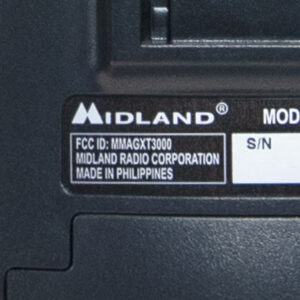 MIDLAND® MOD
FCC ID: MMAGXT3000
S/N
MIDLAND RADIO CORPORATION
MADE IN PHILIPPINES